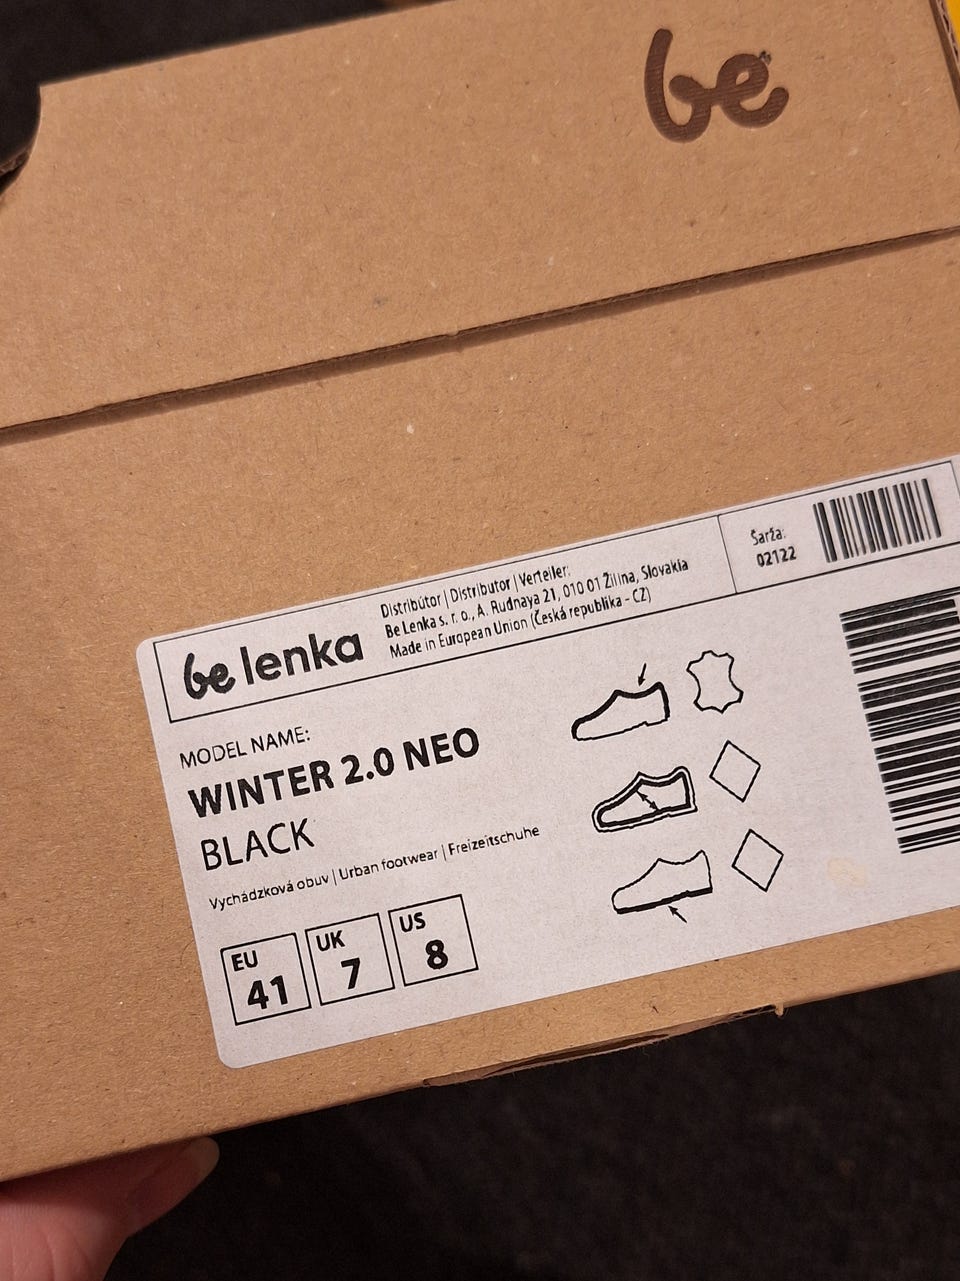 be
be lenka
Distribútor | Distributor | Verteiler:
Be Lenka s. r. o., A. Rudnaya 21, 010 01 Žilina, Slovakia
Made in European Union (Česká republika - CZ)
Šarža:
02122
MODEL NAME:
WINTER 2.0 NEO
BLACK
Vychádzková obuv | Urban footwear | Freizeitschuhe
EU
41
UK
7
US
8